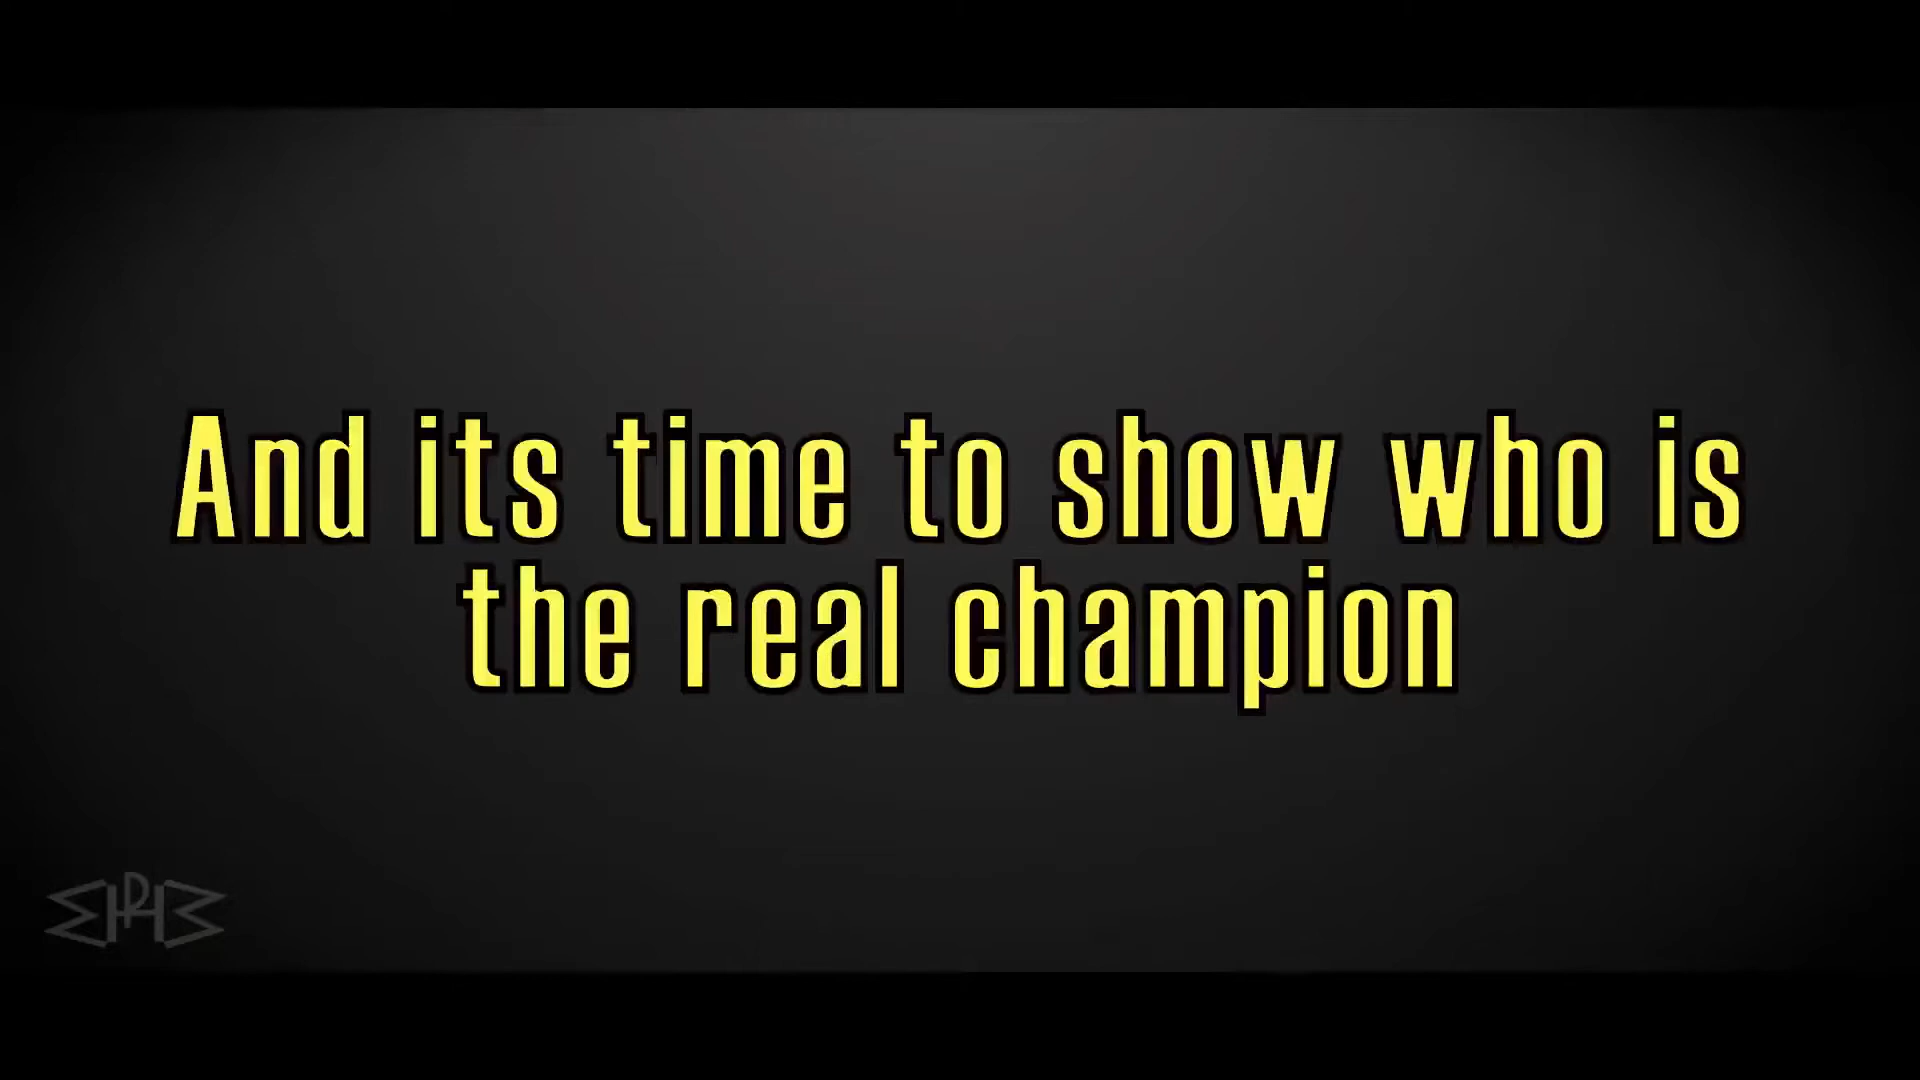 And its time to show who is
the real champion